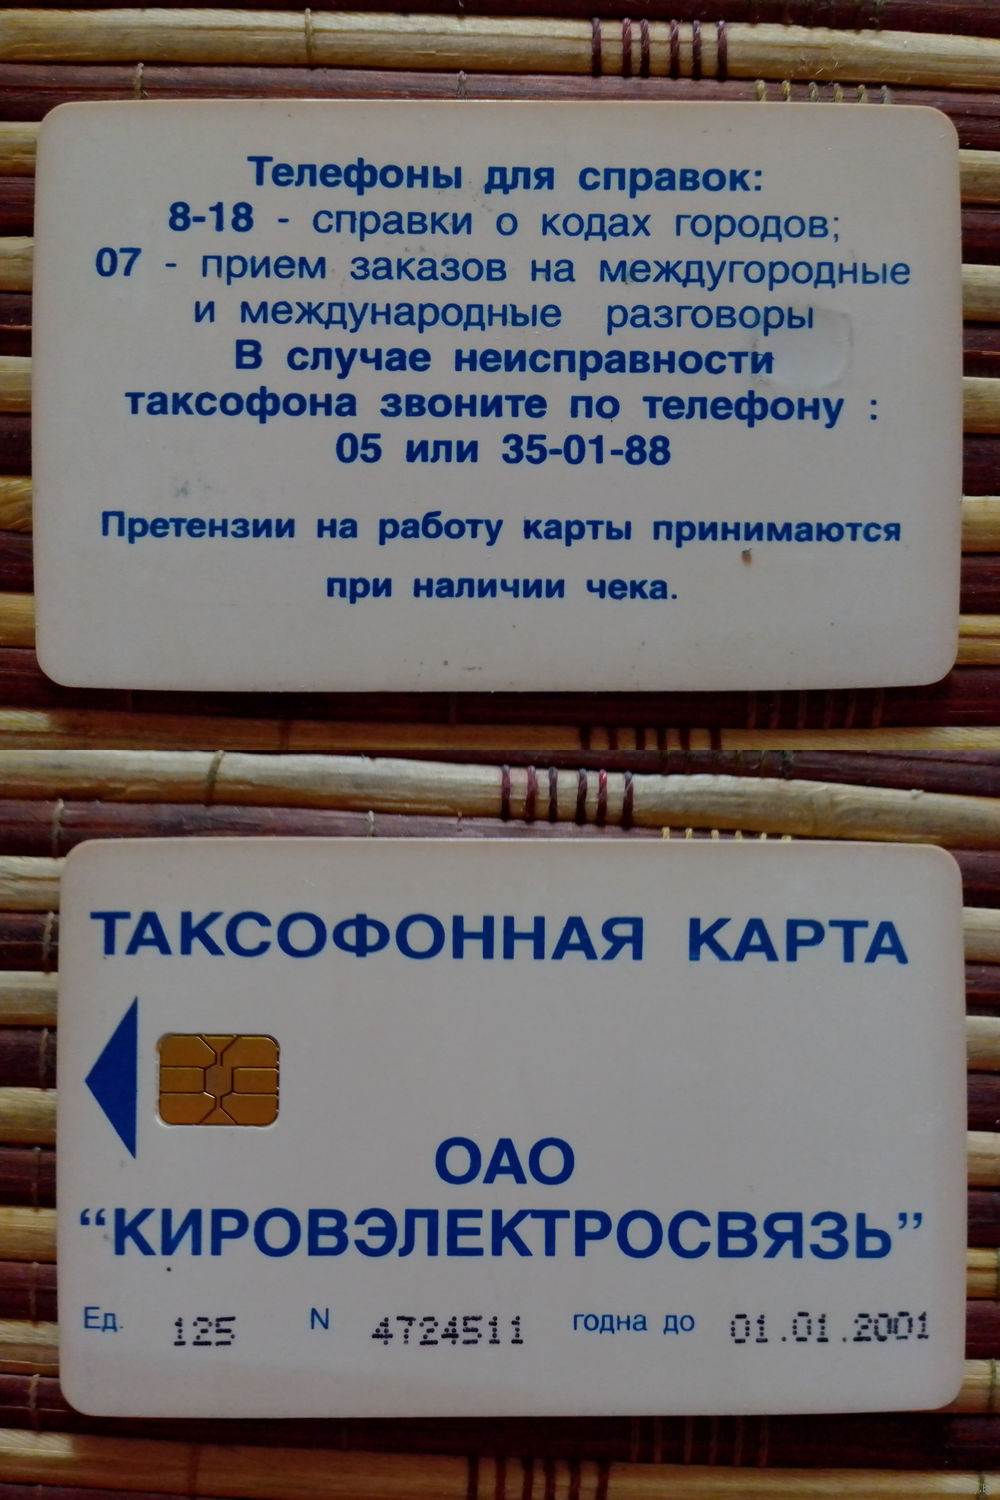 Телефоны для справок:
8-18 - справки о кодах городов;
07 - прием заказов на междугородные
и международные разговоры
В случае неисправности
таксофона звоните по телефону :
05 или 35-01-88
Претензии на работу карты принимаются
при наличии чека.
ТАКСОФОННАЯ КАРТА
ОАО
“КИРОВЭЛЕКТРОСВЯЗЬ”
Ед. 125 N 4724511 годна до 01.01.2001